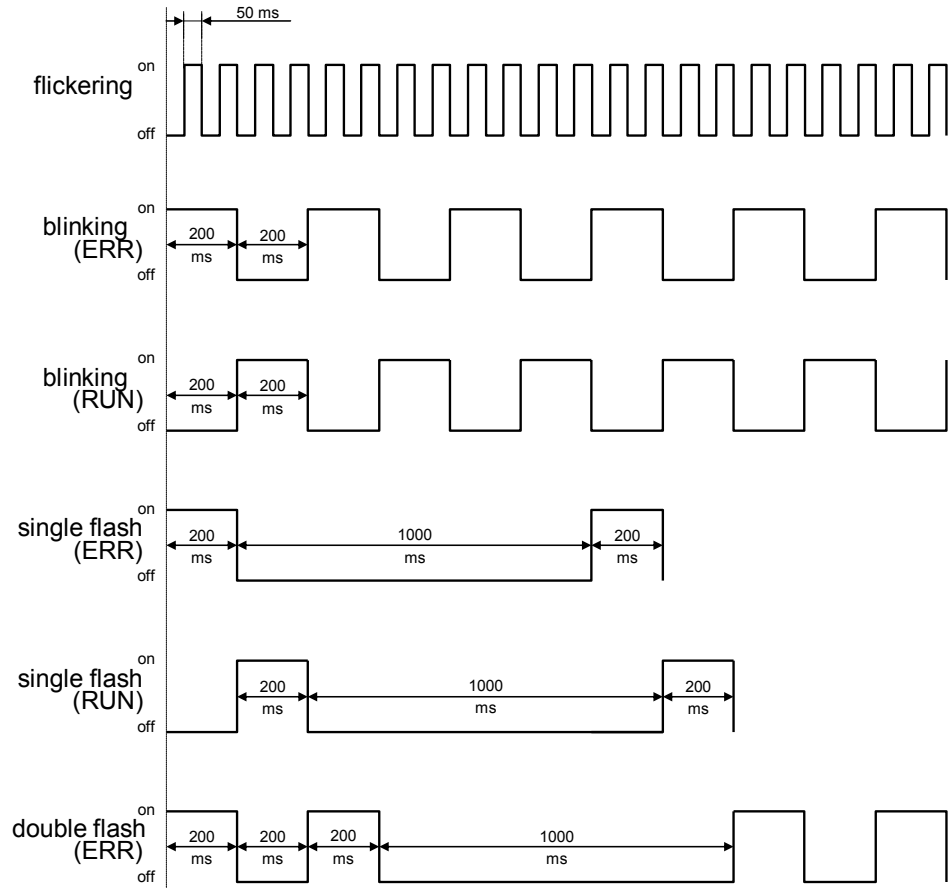 50 ms
on
flickering
off
on
blinking
(ERR)
200
ms
200
ms
off
on
blinking
(RUN)
200
ms
200
ms
off
on
single flash
(ERR)
200
ms
1000
ms
200
ms
off
on
single flash
(RUN)
200
ms
1000
ms
200
ms
off
on
double flash
(ERR)
200
ms
200
ms
200
ms
1000
ms
off